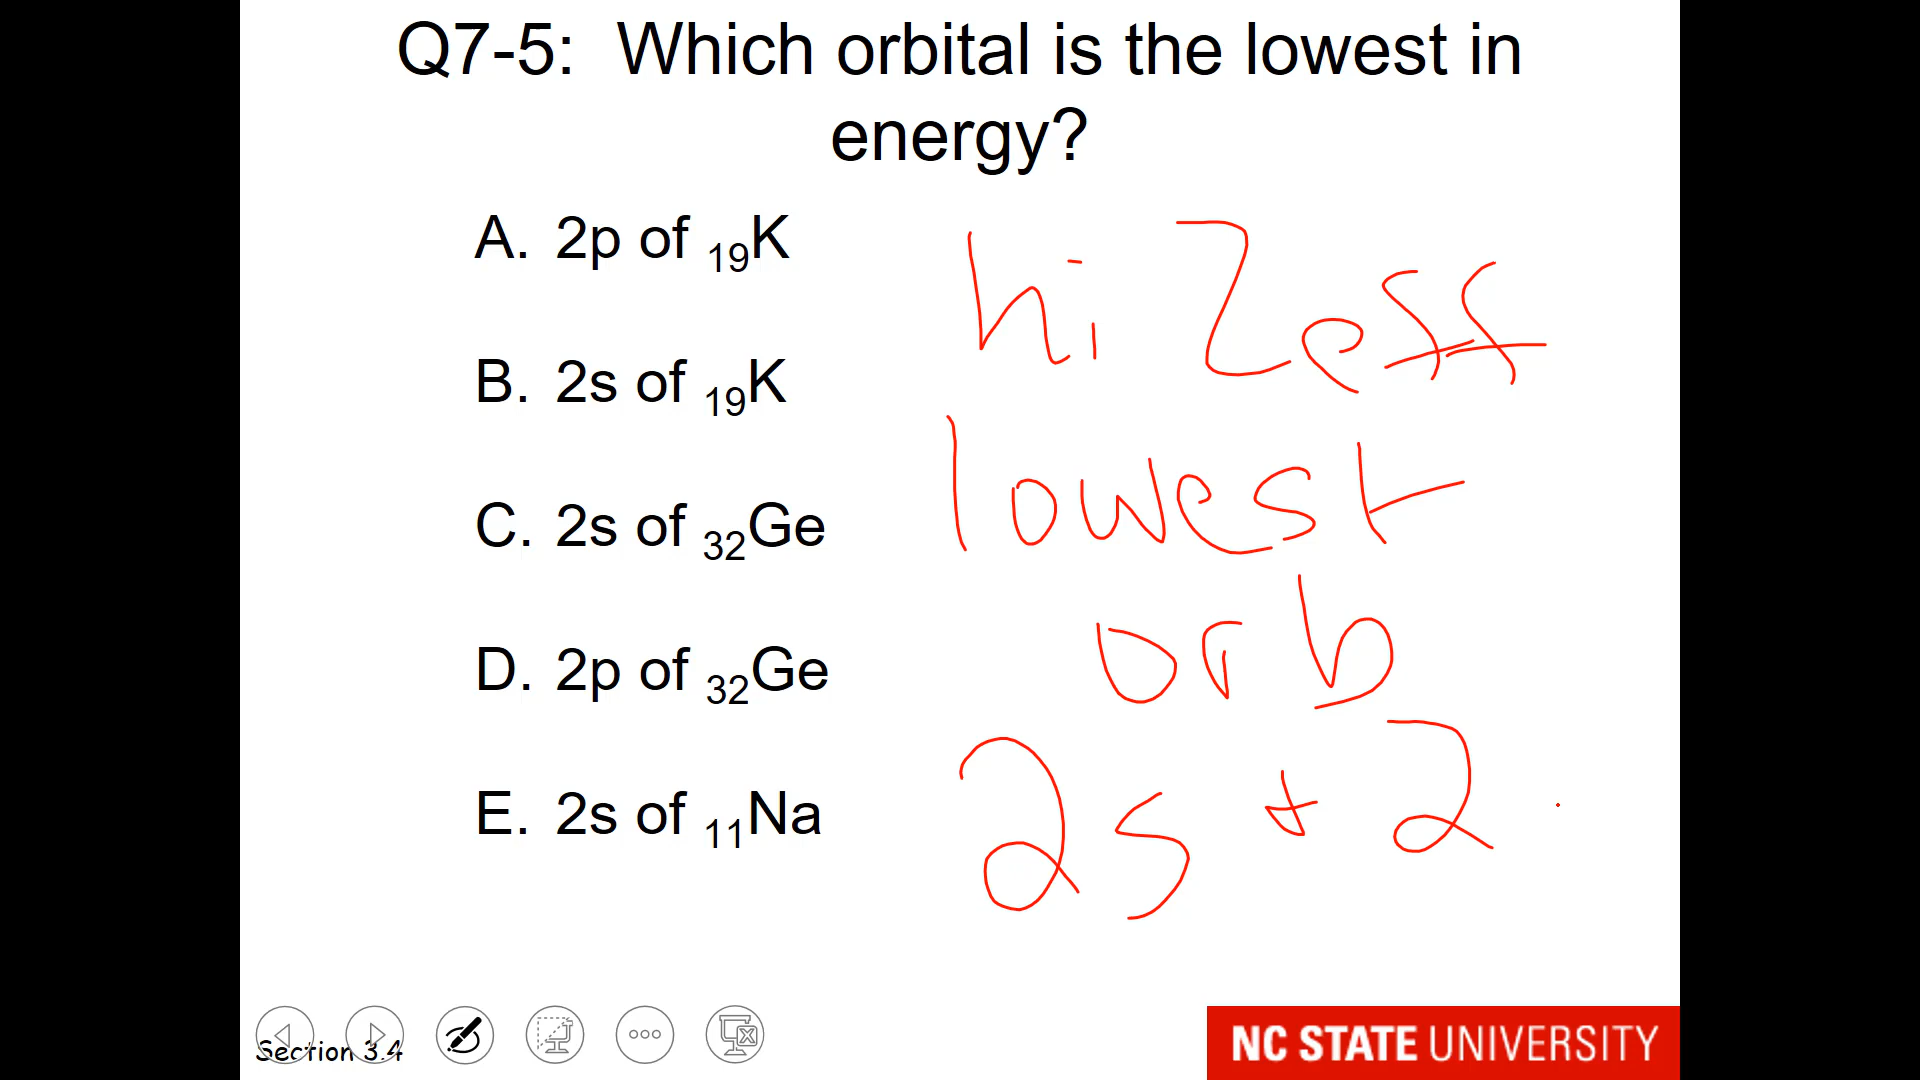 Q7-5: Which orbital is the lowest in
energy?
A. 2p of ₁₉K
B. 2s of ₁₉K
C. 2s of ₃₂Ge
D. 2p of ₃₂Ge
E. 2s of ₁₁Na
hi Zeff
lowest
orb
2s + 2
Section 3.4
NC STATE UNIVERSITY